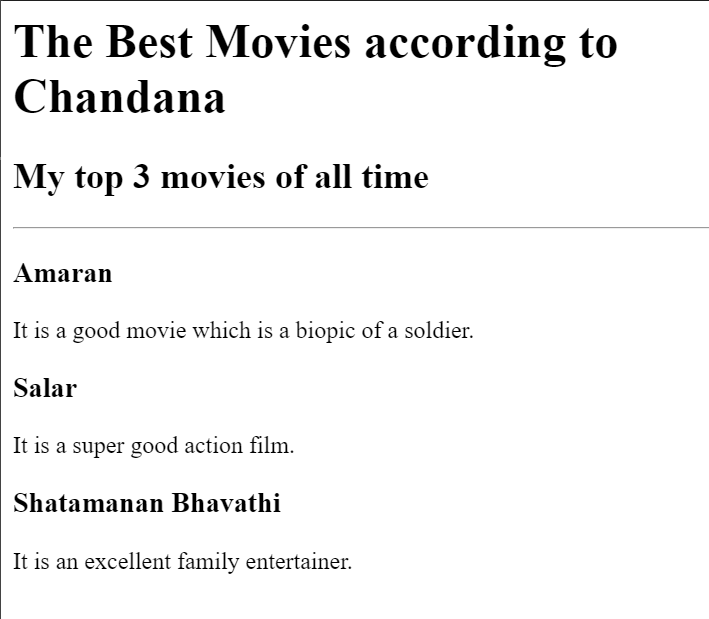 The Best Movies according to
Chandana
My top 3 movies of all time
Amaran
It is a good movie which is a biopic of a soldier.
Salar
It is a super good action film.
Shatamanan Bhavathi
It is an excellent family entertainer.